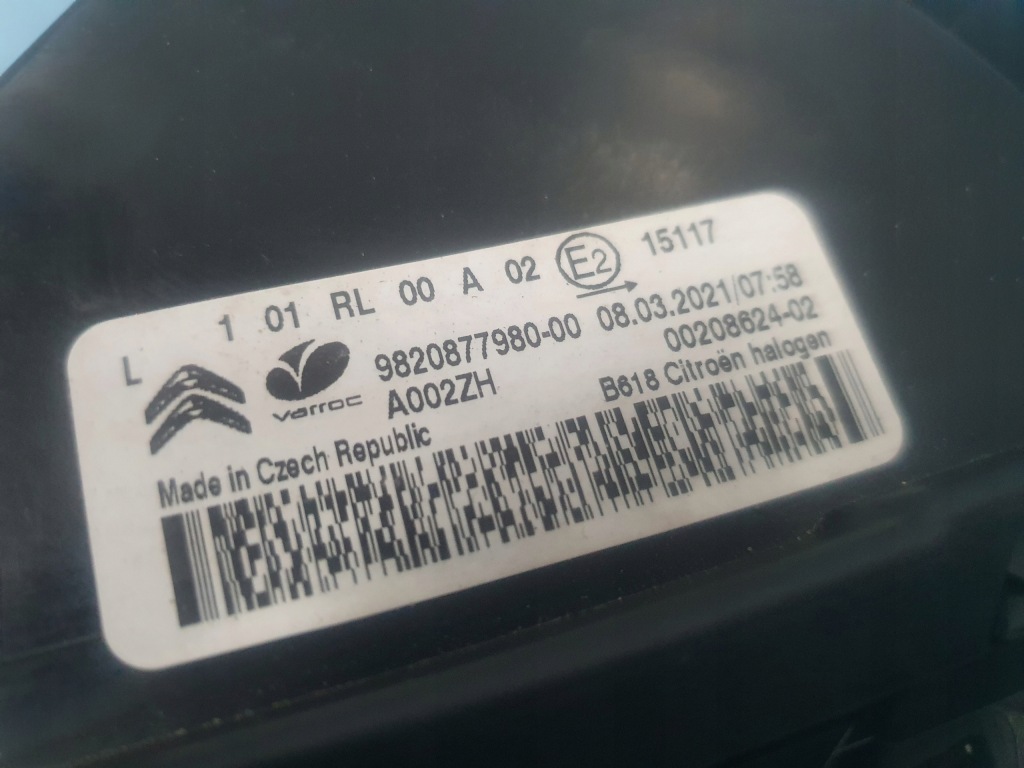 L 1 01 RL 00 A 02 E2 15117
varroc 9820877980-00 08.03.2021/07:58
A002ZH 00208624-02
Made in Czech Republic B618 Citroën halogen